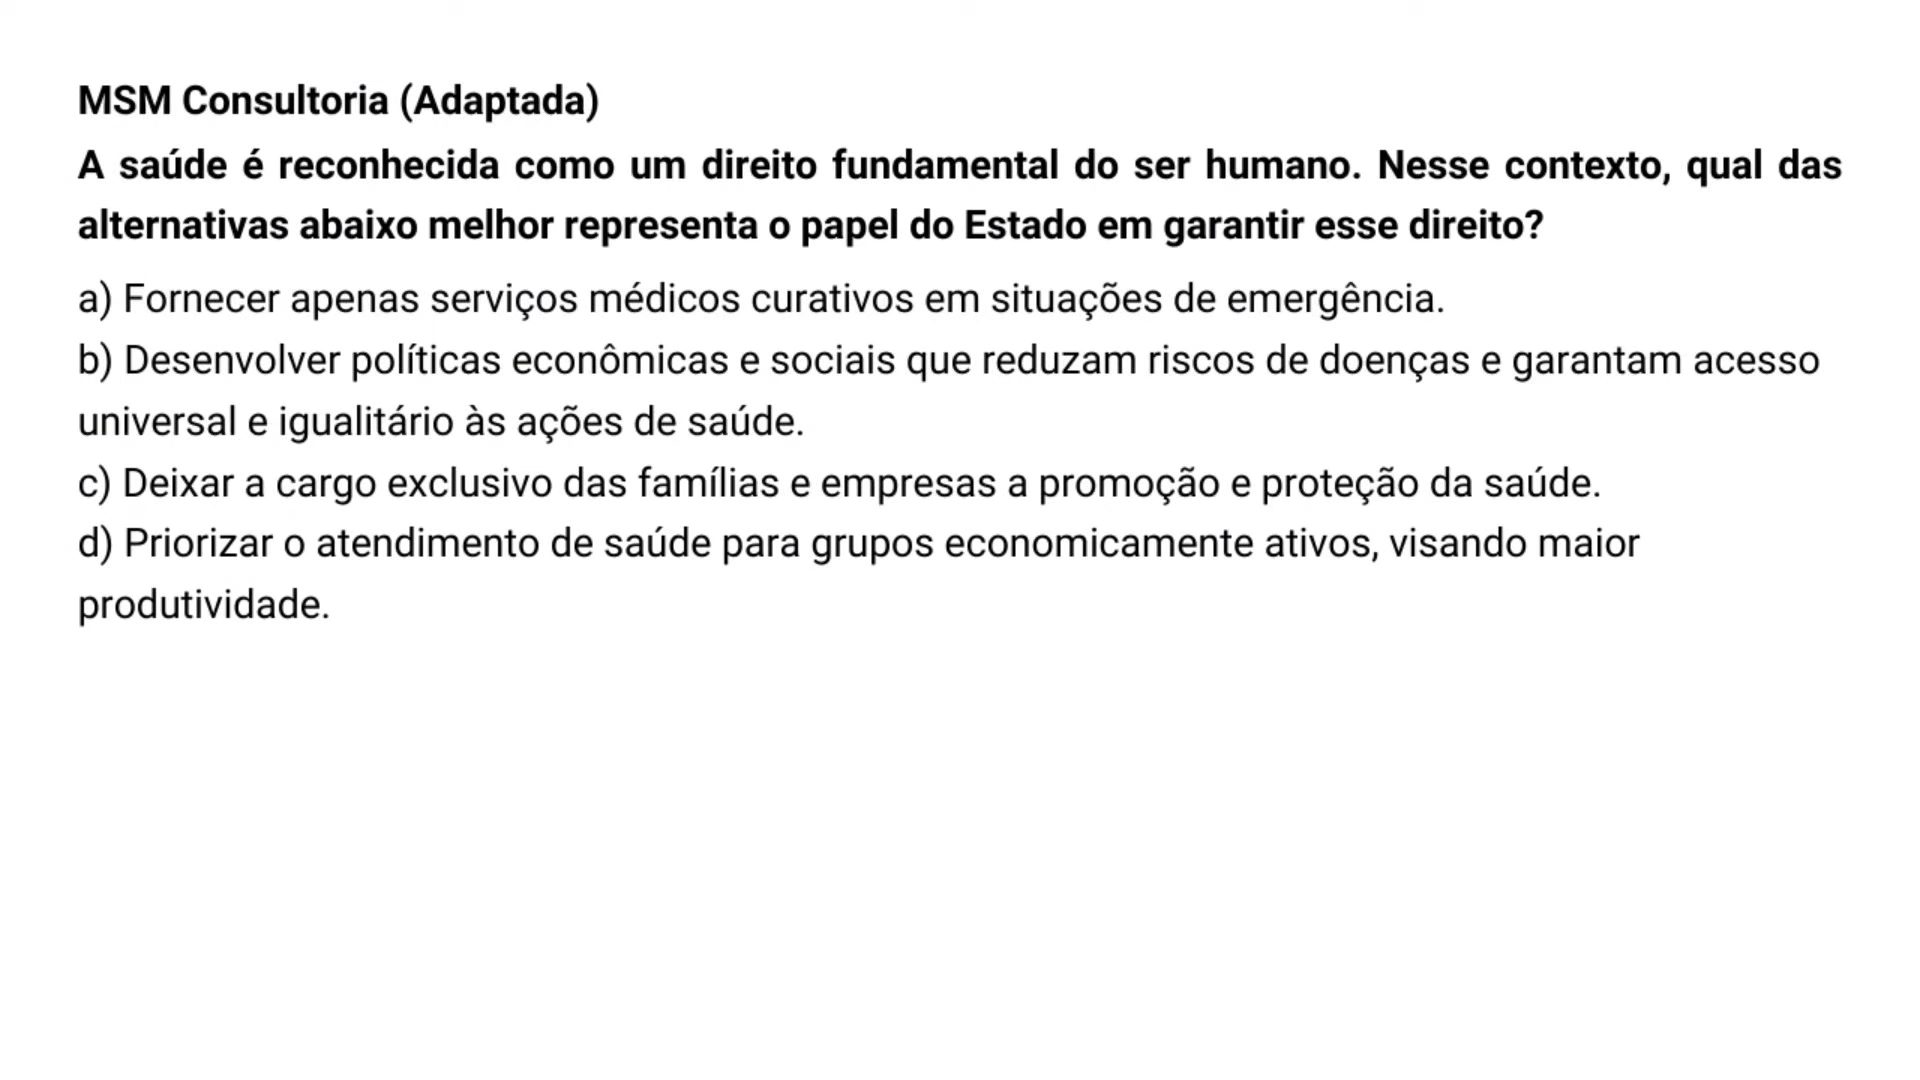 MSM Consultoria (Adaptada)
A saúde é reconhecida como um direito fundamental do ser humano. Nesse contexto, qual das
alternativas abaixo melhor representa o papel do Estado em garantir esse direito?
a) Fornecer apenas serviços médicos curativos em situações de emergência.
b) Desenvolver políticas econômicas e sociais que reduzam riscos de doenças e garantam acesso
universal e igualitário às ações de saúde.
c) Deixar a cargo exclusivo das famílias e empresas a promoção e proteção da saúde.
d) Priorizar o atendimento de saúde para grupos economicamente ativos, visando maior
produtividade.